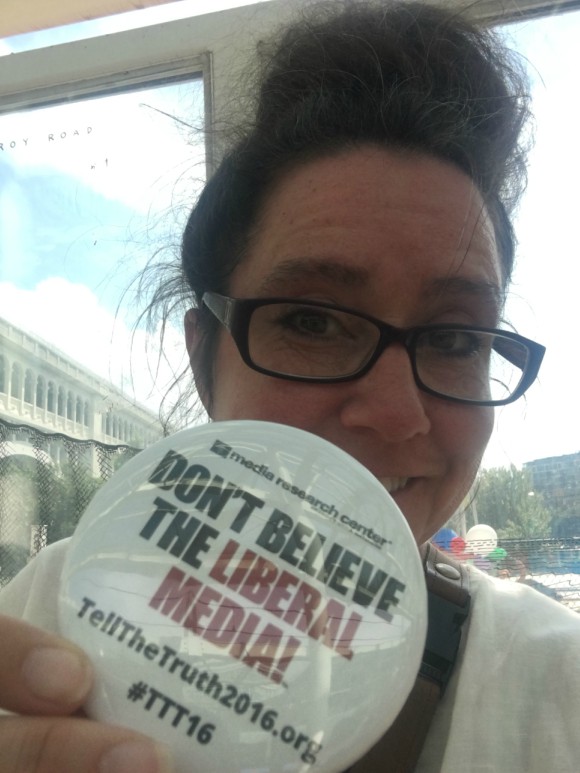 ROY ROAD
media research center
DON'T BELIEVE
THE LIBERAL
MEDIA!
TellTheTruth2016.org
#TTT16